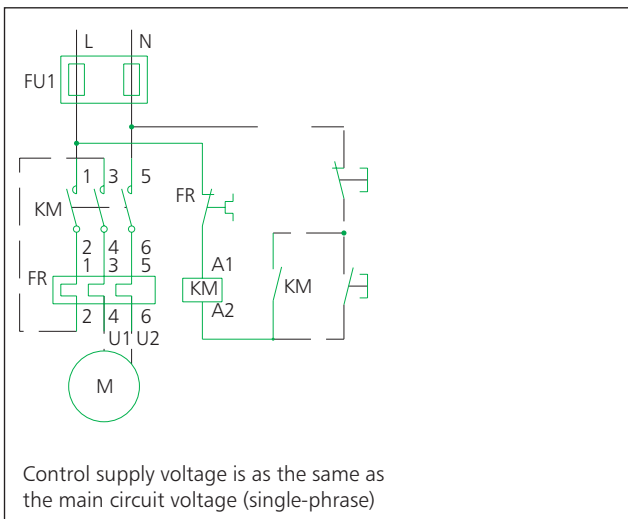 L N
FU1
1 3 5
KM
FR
2 4 6
1 3 5
FR
A1
KM
KM
A2
2 4 6
U1 U2
M
Control supply voltage is as the same as
the main circuit voltage (single-phrase)